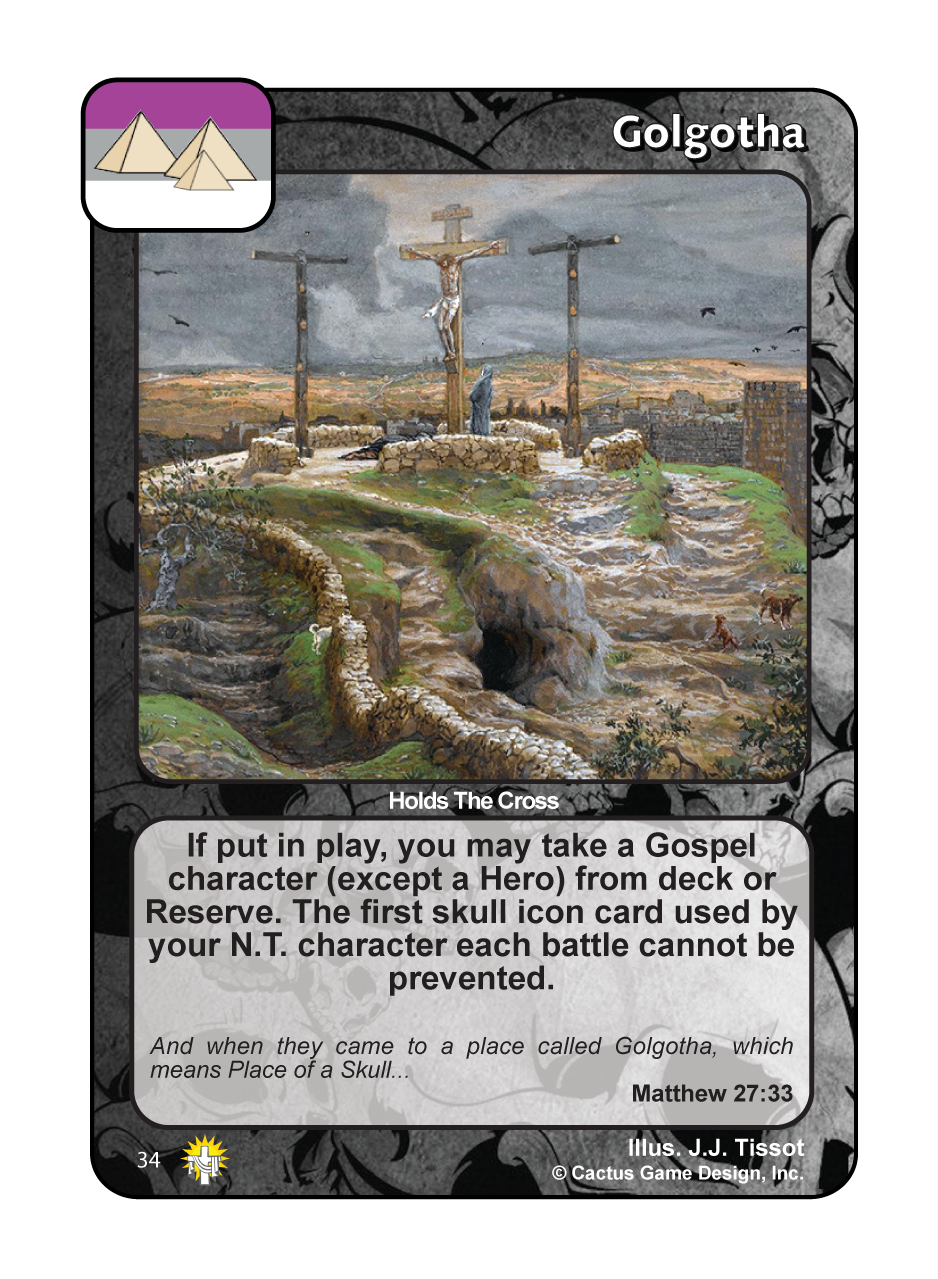 Golgotha
Holds The Cross
If put in play, you may take a Gospel
character (except a Hero) from deck or
Reserve. The first skull icon card used by
your N.T. character each battle cannot be
prevented.
And when they came to a place called Golgotha, which
means Place of a Skull...
Matthew 27:33
34
Illus. J.J. Tissot
© Cactus Game Design, Inc.